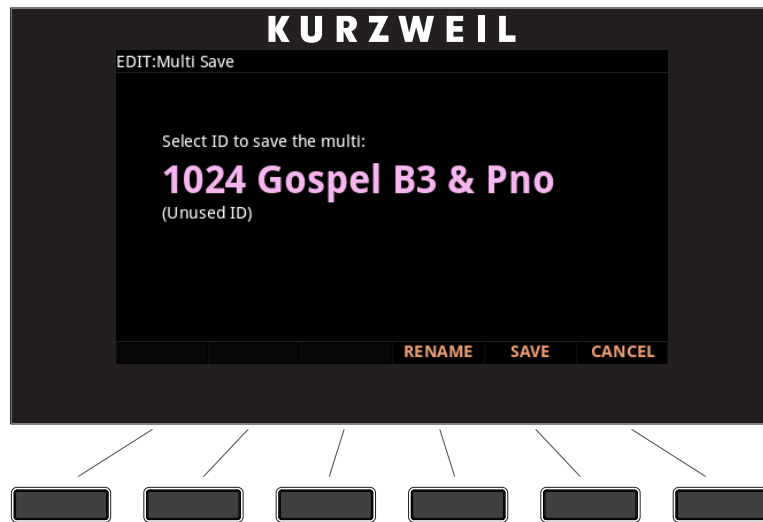 KURZWEIL
EDIT:Multi Save
Select ID to save the multi:
1024 Gospel B3 & Pno
(Unused ID)
RENAME SAVE CANCEL